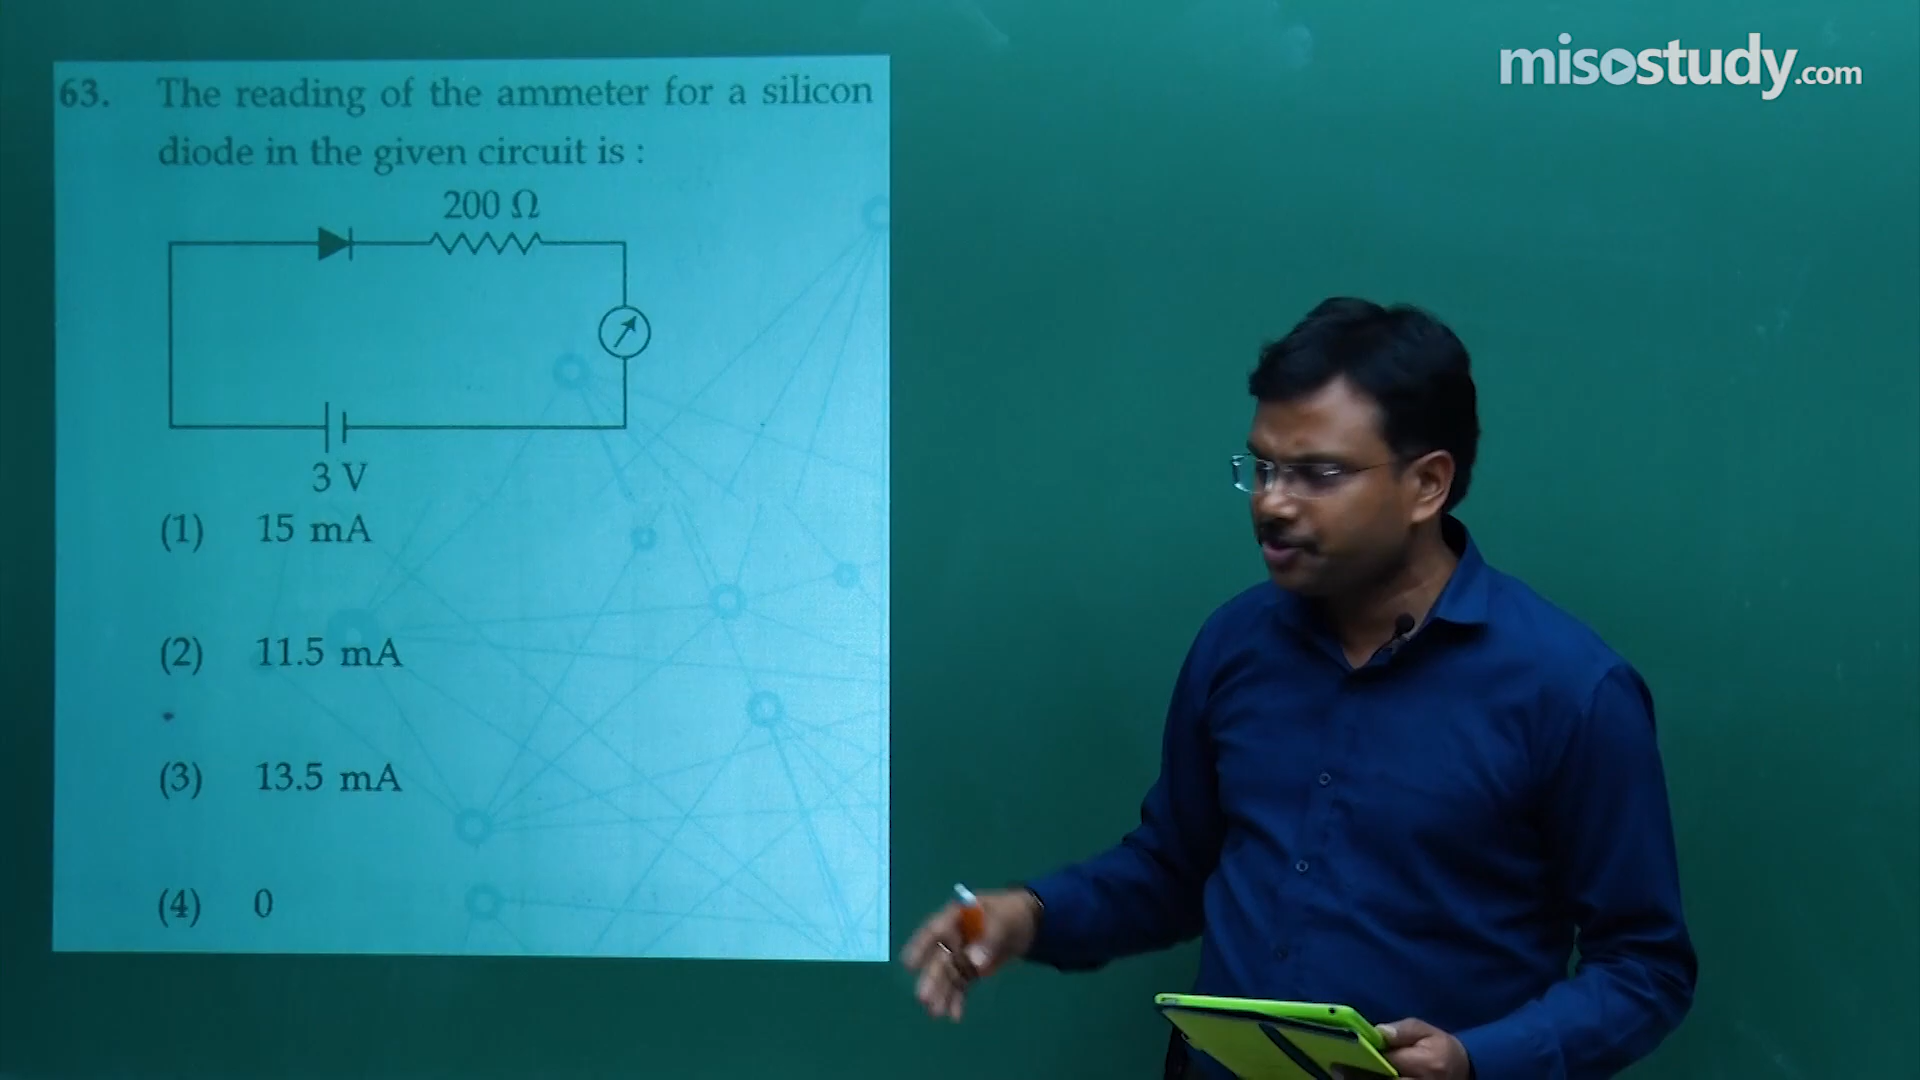 misostudy.com
63. The reading of the ammeter for a silicon
diode in the given circuit is :
200 Ω
3 V
(1) 15 mA
(2) 11.5 mA
(3) 13.5 mA
(4) 0